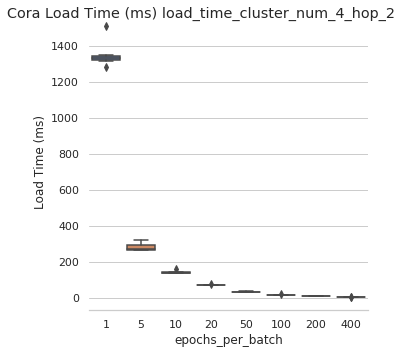 Cora Load Time (ms) load_time_cluster_num_4_hop_2
1400
1200
1000
800
600
400
200
0
Load Time (ms)
1 5 10 20 50 100 200 400
epochs_per_batch